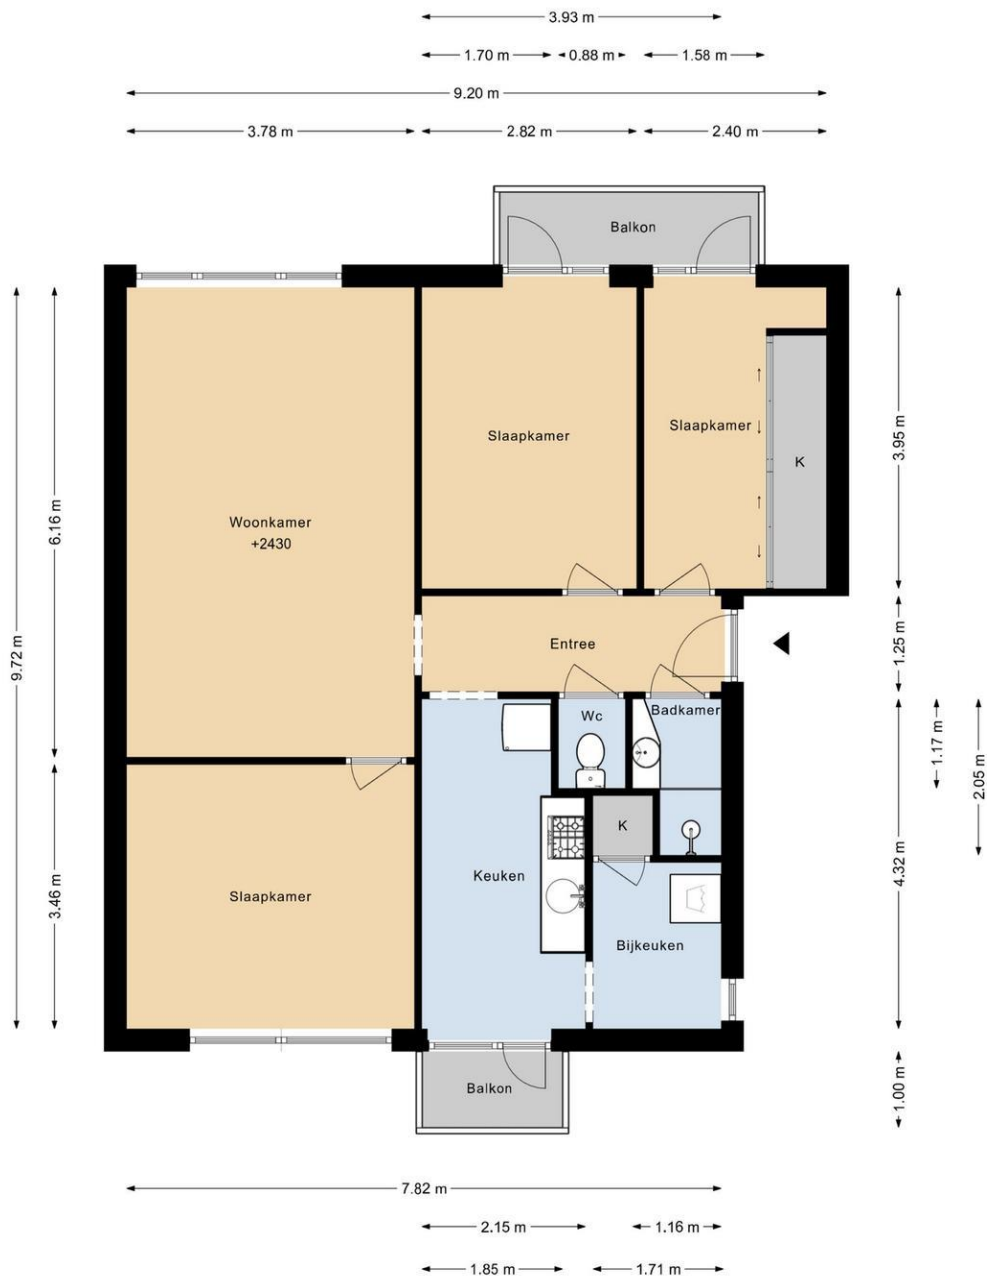 3.93 m
1.70 m
0.88 m
1.58 m
9.20 m
3.78 m
2.82 m
2.40 m
Balkon
Slaapkamer
Slaapkamer
K
Woonkamer
+2430
6.16 m
9.72 m
3.95 m
Entree
1.25 m
Wc
Badkamer
1.17 m
2.05 m
K
Keuken
4.32 m
Slaapkamer
3.46 m
Bijkeuken
Balkon
1.00 m
7.82 m
2.15 m
1.16 m
1.85 m
1.71 m